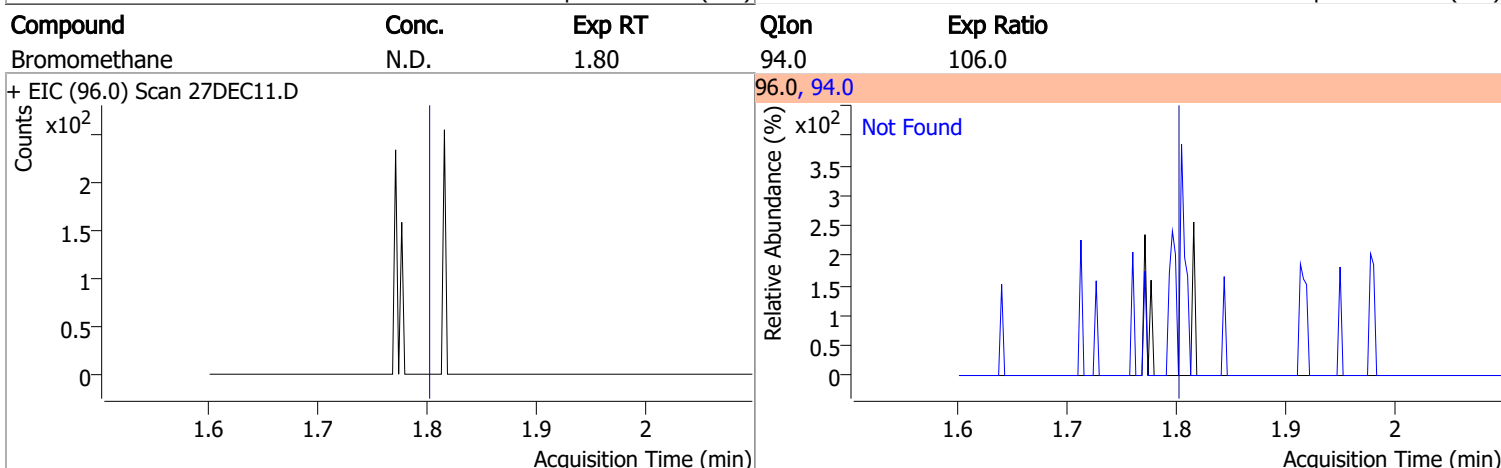 Compound Conc. Exp RT QIon Exp Ratio
Bromomethane N.D. 1.80 94.0 106.0
+ EIC (96.0) Scan 27DEC11.D
Counts
x10²
2
1.5
1
0.5
0
1.6 1.7 1.8 1.9 2
Acquisition Time (min)
96.0, 94.0
Relative Abundance (%)
x10²
Not Found
3.5
3
2.5
2
1.5
1
0.5
0
1.6 1.7 1.8 1.9 2
Acquisition Time (min)